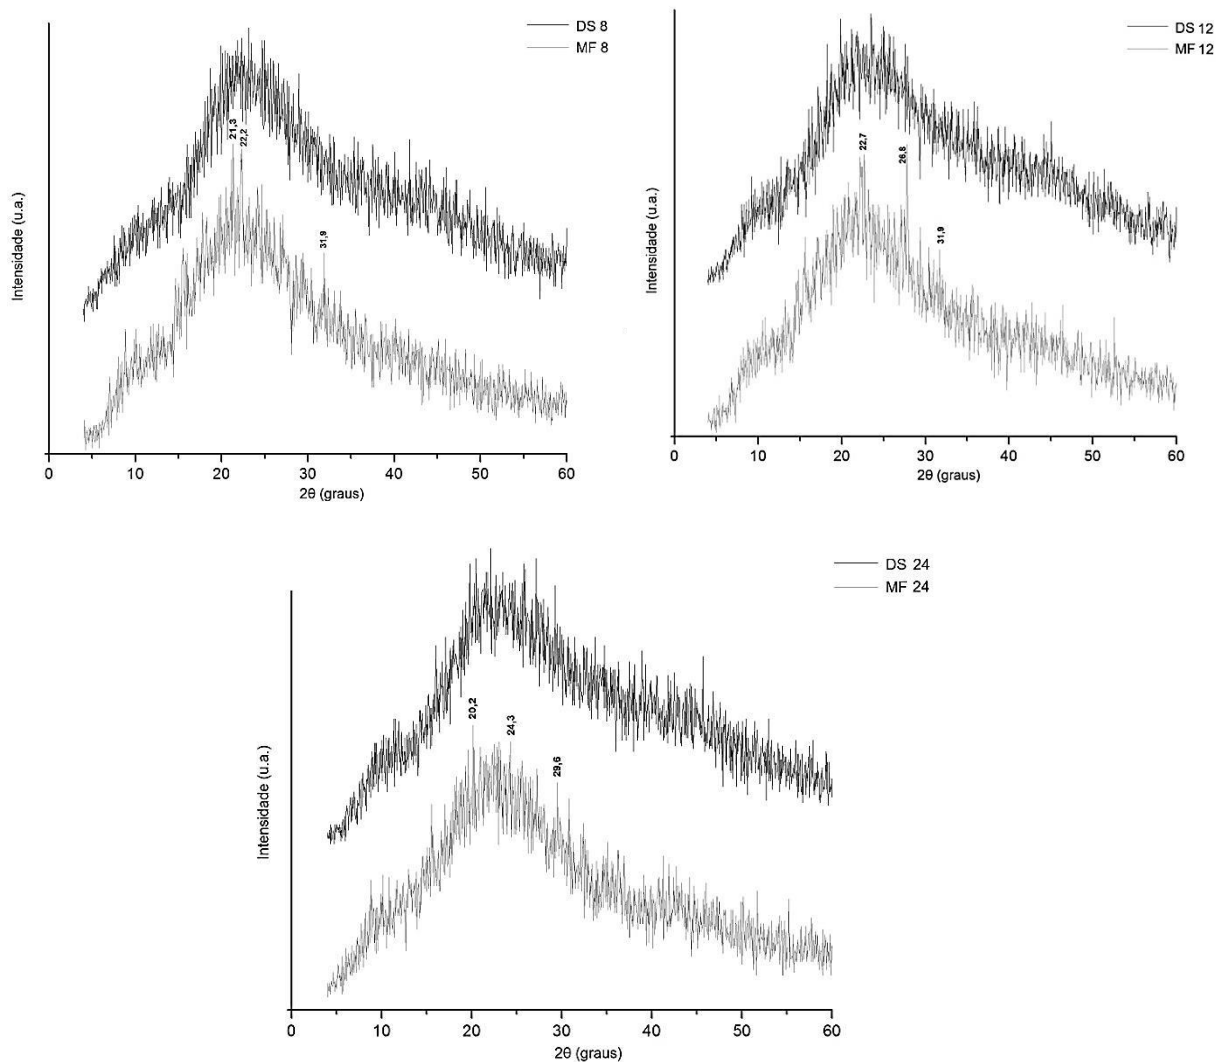 DS 8
MF 8
21,3
22,2
31,9
Intensidade (u.a.)
0 10 20 30 40 50 60
2θ (graus)
DS 12
MF 12
22,7
26,8
31,9
Intensidade (u.a.)
0 10 20 30 40 50 60
2θ (graus)
DS 24
MF 24
20,2
24,3
29,6
Intensidade (u.a.)
0 10 20 30 40 50 60
2θ (graus)